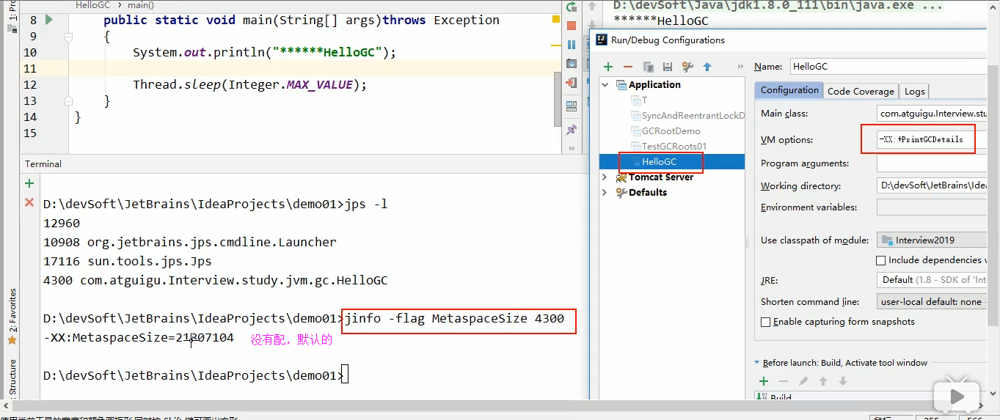 HelloGC › main()
8 public static void main(String[] args)throws Exception
9 {
10 System.out.println("******HelloGC");
11
12 Thread.sleep(Integer.MAX_VALUE);
13 }
14 }
15
Terminal
D:\devSoft\JetBrains\IdeaProjects\demo01>jps -l
12960
10908 org.jetbrains.jps.cmdline.Launcher
17116 sun.tools.jps.Jps
4300 com.atguigu.Interview.study.jvm.gc.HelloGC
D:\devSoft\JetBrains\IdeaProjects\demo01>jinfo -flag MetaspaceSize 4300
-XX:MetaspaceSize=21807104 没有配，默认的
D:\devSoft\JetBrains\IdeaProjects\demo01>
2: Favorites
Structure
D:\devSoft\Java\jdk1.8.0_111\bin\java.exe ...
******HelloGC
Run/Debug Configurations
Name: HelloGC
Application
T
SyncAndReentrantLockD
GCRootDemo
TestGCRoots01
HelloGC
Tomcat Server
Defaults
Configuration Code Coverage Logs
Main class: com.atguigu.Interview.stu
VM options: -XX:+PrintGCDetails
Program arguments:
Working directory: D:\devSoft\JetBrains\Idea
Environment variables:
Use classpath of module: Interview2019
Include dependencies
JRE: Default (1.8 - SDK of 'Int
Shorten command line: user-local default: none -
Enable capturing form snapshots
Before launch: Build, Activate tool window
Build